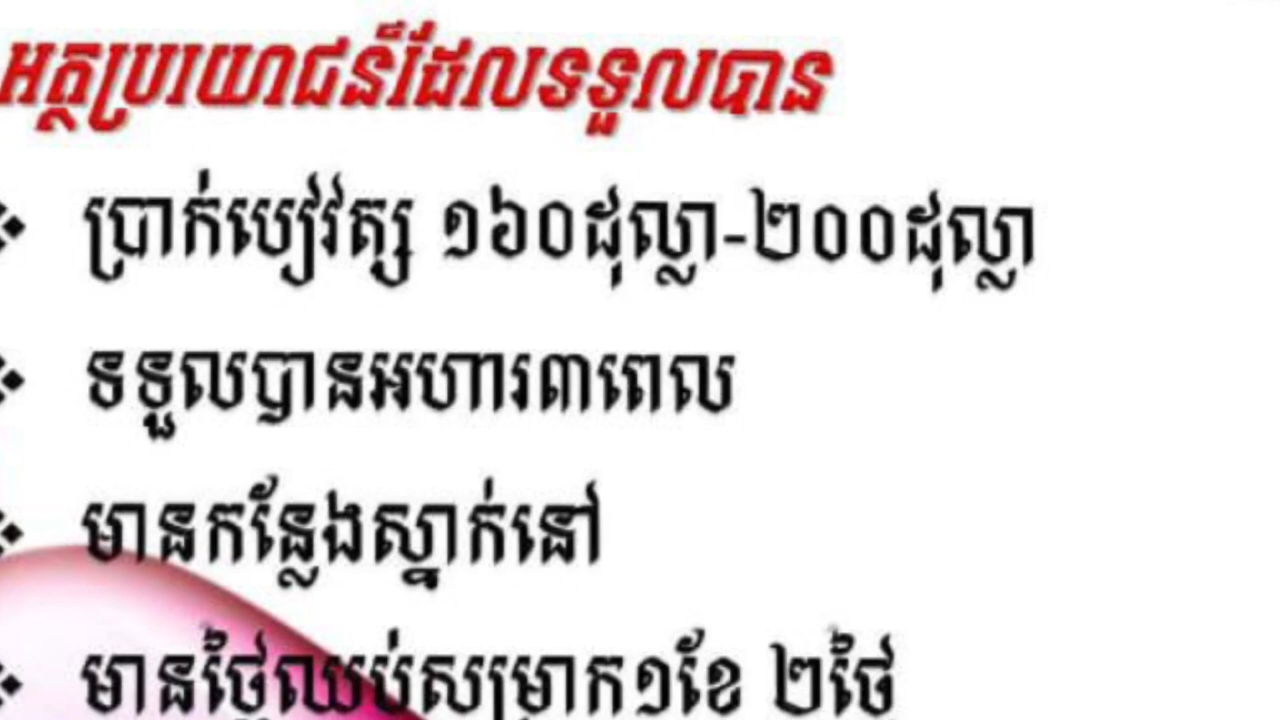 អត្ថប្រយោជន៍ដែលទទួលបាន
ប្រាក់បៀវត្ស ១៦០ដុល្លា-២០០ដុល្លា
ទទួលបានអហារ៣ពេល
មានកន្លែងស្នាក់នៅ
មានថ្ងៃឈប់សម្រាក១ខែ ២ថ្ងៃ